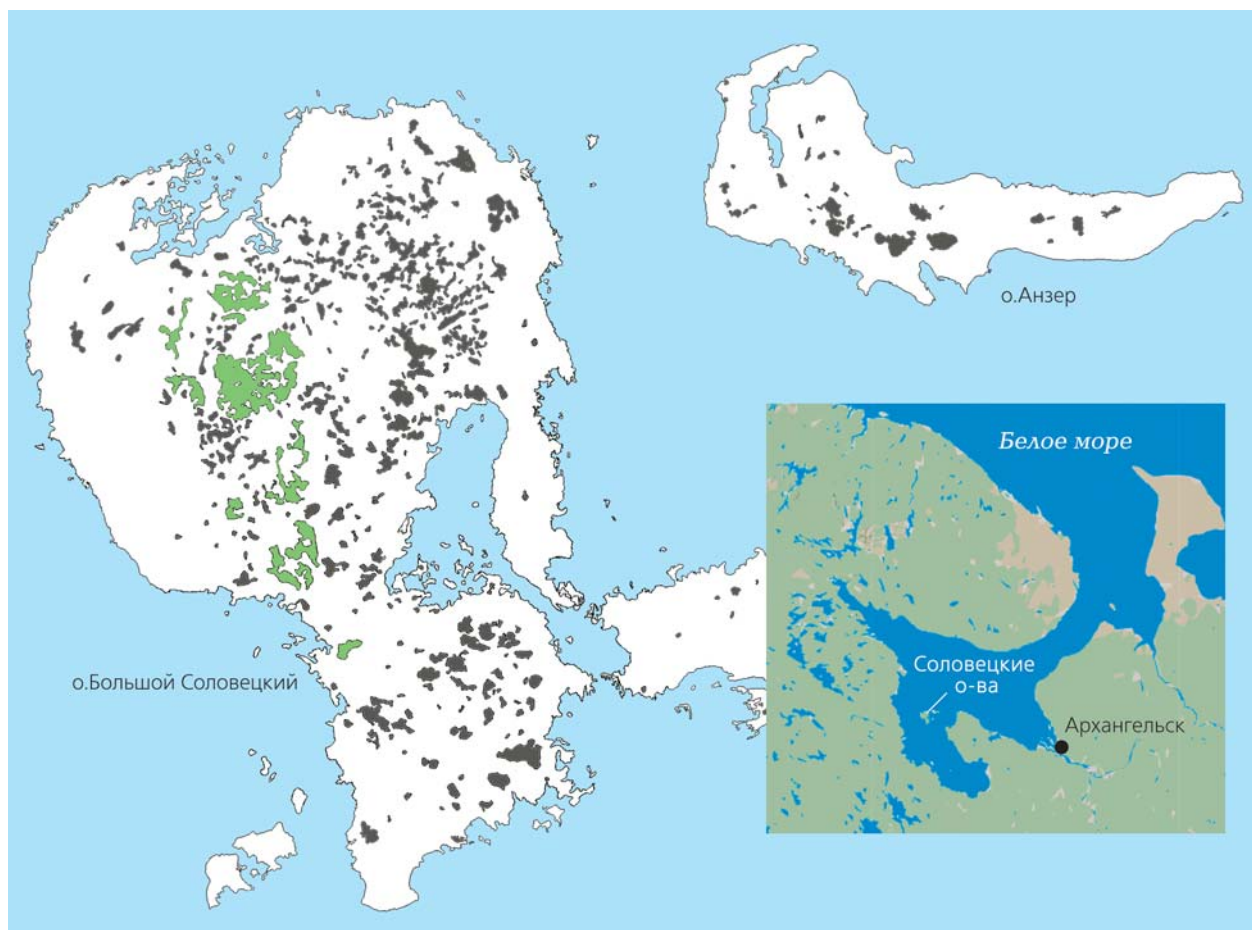 о.Анзер
Белое море
о.Большой Соловецкий
Соловецкие
о-ва
Архангельск